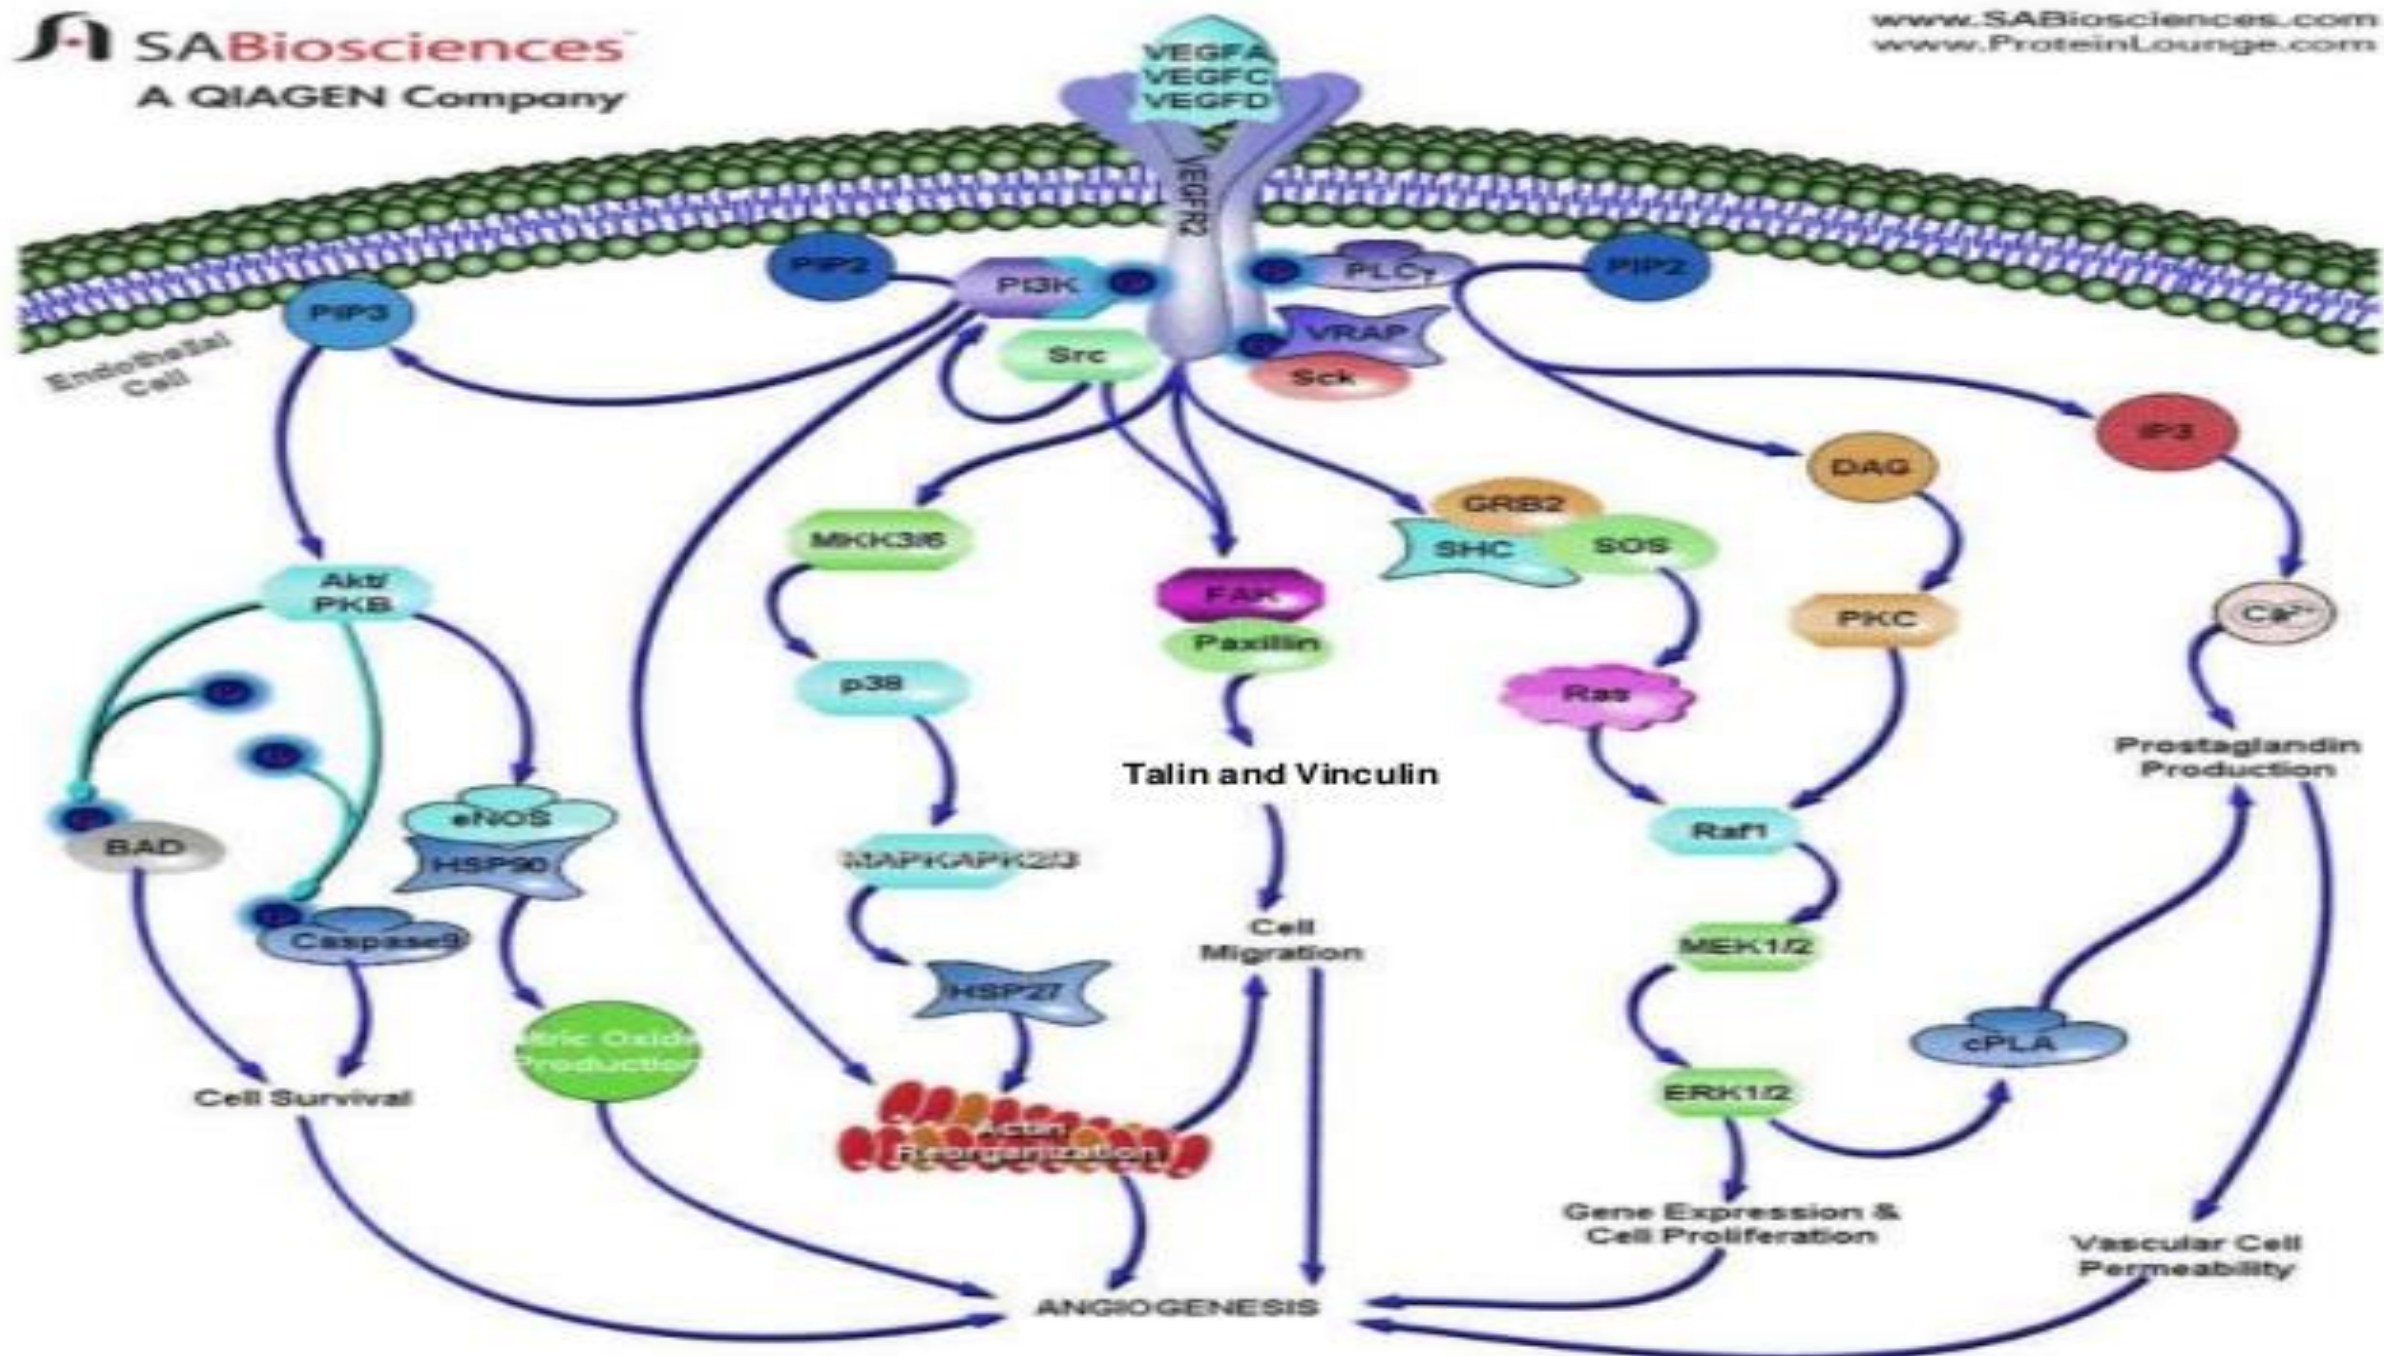 SABiosciences
A QIAGEN Company
www.SABiosciences.com
www.ProteinLounge.com
VEGFA
VEGFC
VEGFD
VEGFR2
PIP2
PI3K
PLCγ
PIP2
PIP3
Src
VRAP
Sck
Endothelial
Cell
IP3
DAG
GRB2
MKK3/6
SHC
SOS
FAK
Akt/
PKB
Ca2+
PKC
Paxillin
p38
Ras
Talin and Vinculin
Prostaglandin
Production
eNOS
Raf1
BAD
HSP90
MAPKAPK2/3
Caspase9
Cell
Migration
MEK1/2
HSP27
cPLA
tric Oxid
Production
Cell Survival
ERK1/2
Actin
Reorganization
Gene Expression &
Cell Proliferation
Vascular Cell
Permeability
ANGIOGENESIS